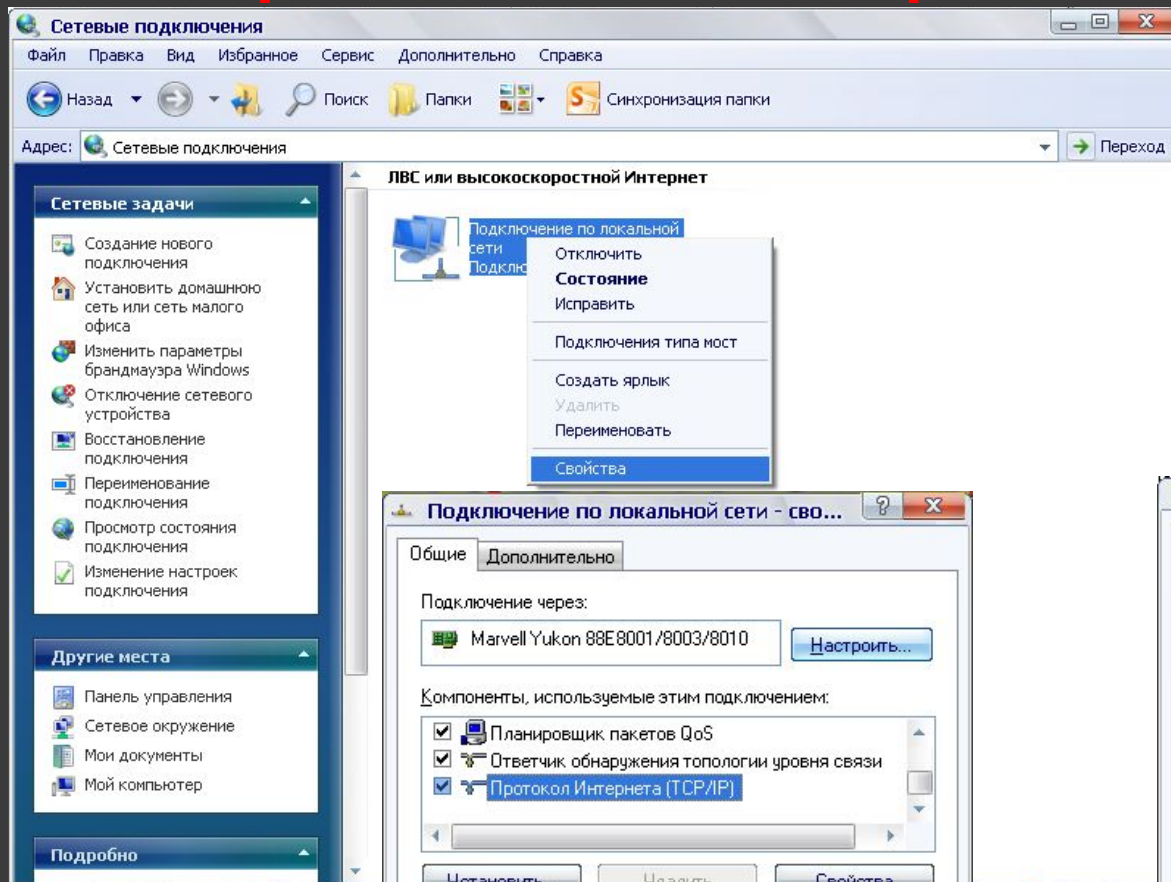 Сетевые подключения
Файл Правка Вид Избранное Сервис Дополнительно Справка
Назад Поиск Папки Синхронизация папки
Адрес: Сетевые подключения Переход
Сетевые задачи
Создание нового
подключения
Установить домашнюю
сеть или сеть малого
офиса
Изменить параметры
брандмауэра Windows
Отключение сетевого
устройства
Восстановление
подключения
Переименование
подключения
Просмотр состояния
подключения
Изменение настроек
подключения
Другие места
Панель управления
Сетевое окружение
Мои документы
Мой компьютер
Подробно
ЛВС или высокоскоростной Интернет
Подключение по локальной
сети
Отключить
Состояние
Исправить
Подключения типа мост
Создать ярлык
Удалить
Переименовать
Свойства
Подключение по локальной сети - сво...
Общие Дополнительно
Подключение через:
Marvell Yukon 88E8001/8003/8010 Настроить...
Компоненты, используемые этим подключением:
Планировщик пакетов QoS
Ответчик обнаружения топологии уровня связи
Протокол Интернета (TCP/IP)
Установить... Удалить Свойства